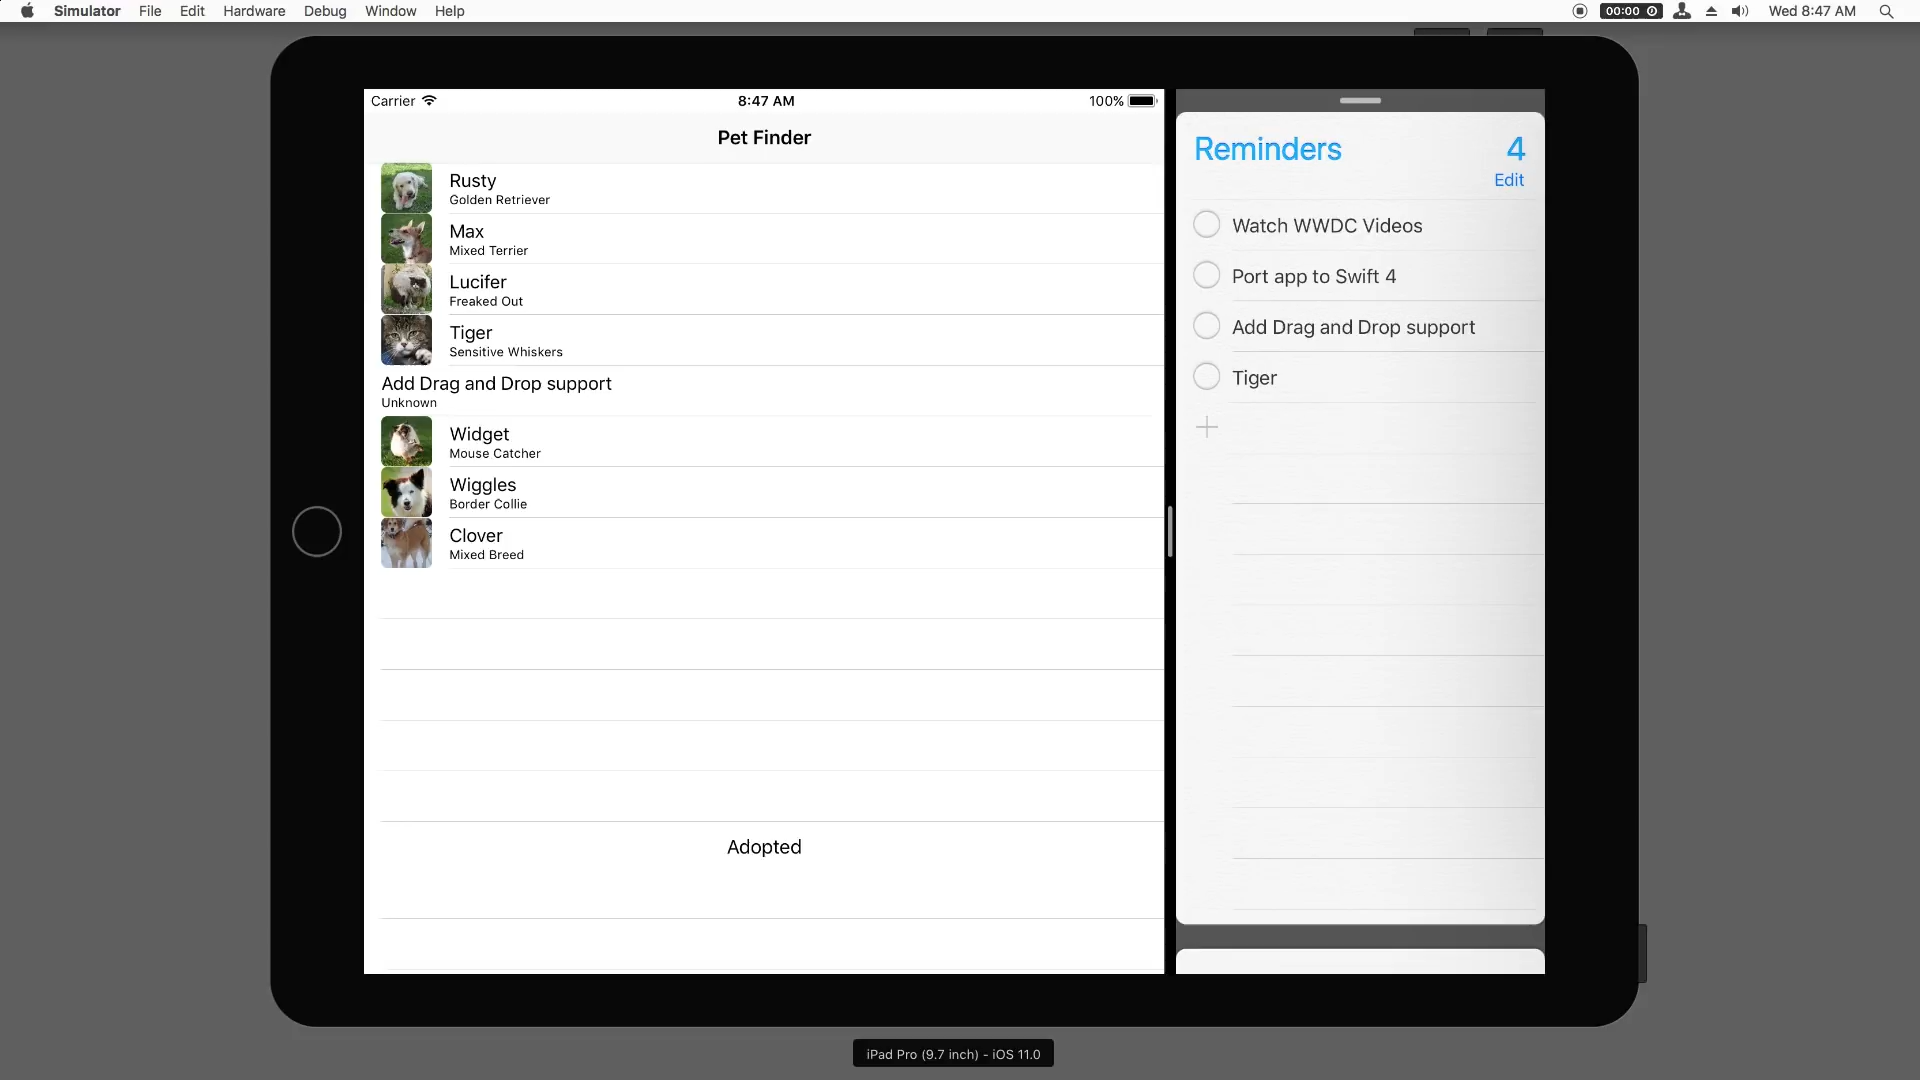 Simulator File Edit Hardware Debug Window Help 00:00 Wed 8:47 AM
Carrier 8:47 AM 100%
Pet Finder
Rusty
Golden Retriever
Max
Mixed Terrier
Lucifer
Freaked Out
Tiger
Sensitive Whiskers
Add Drag and Drop support
Unknown
Widget
Mouse Catcher
Wiggles
Border Collie
Clover
Mixed Breed
Adopted
Reminders 4
Edit
Watch WWDC Videos
Port app to Swift 4
Add Drag and Drop support
Tiger
iPad Pro (9.7 inch) - iOS 11.0